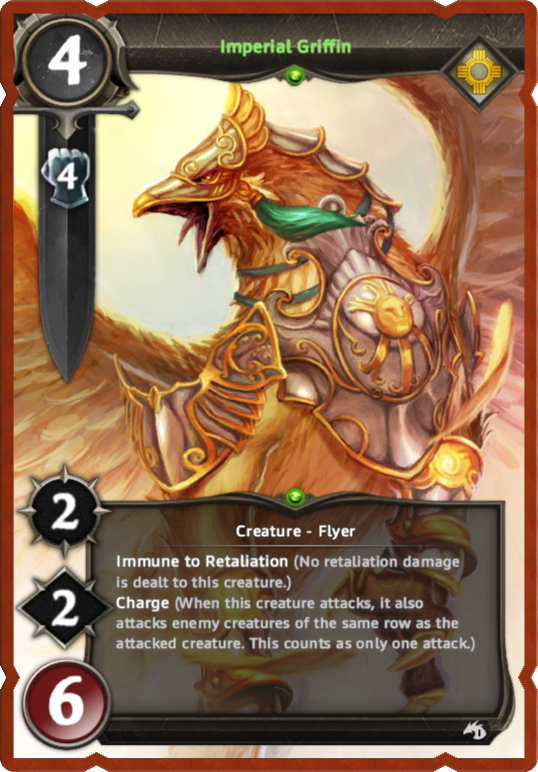 4
Imperial Griffin
4
2
2
6
Creature - Flyer
Immune to Retaliation (No retaliation damage
is dealt to this creature.)
Charge (When this creature attacks, it also
attacks enemy creatures of the same row as the
attacked creature. This counts as only one attack.)
D